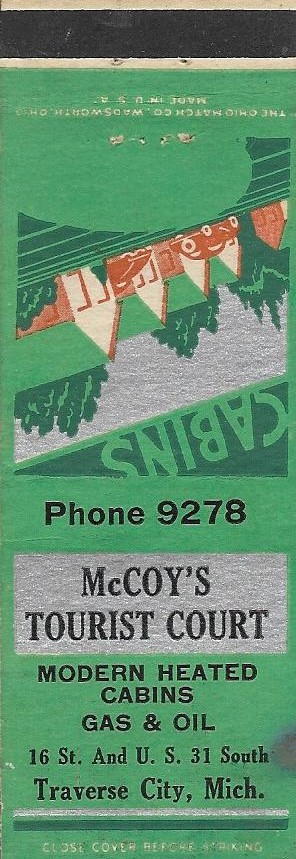 THE OHIO MATCH CO. WADSWORTH, OHIO
MADE IN U. S. A.
CABINS
Phone 9278
McCOY'S
TOURIST COURT
MODERN HEATED
CABINS
GAS & OIL
16 St. And U. S. 31 South
Traverse City, Mich.
CLOSE COVER BEFORE STRIKING